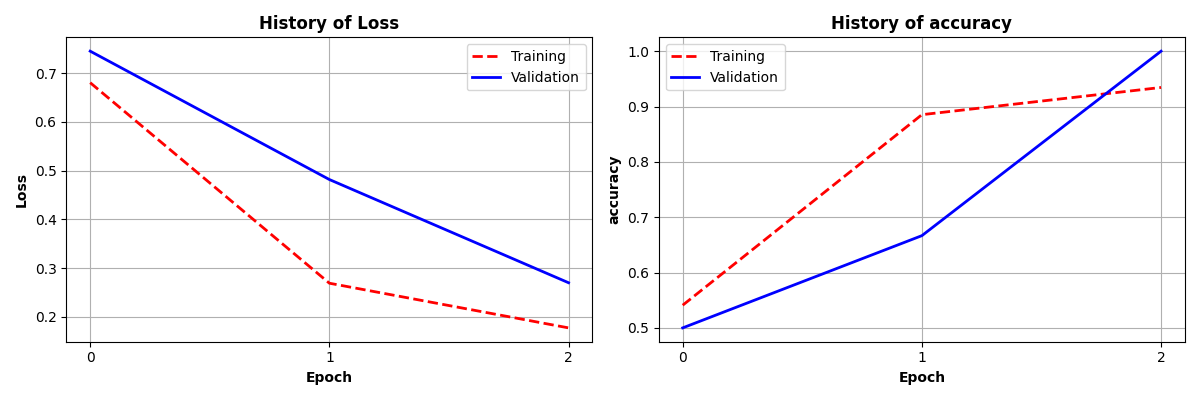 History of Loss
Training
Validation
0.7
0.6
0.5
0.4
0.3
0.2
Loss
0
1
2
Epoch
History of accuracy
Training
Validation
1.0
0.9
0.8
0.7
0.6
0.5
accuracy
0
1
2
Epoch